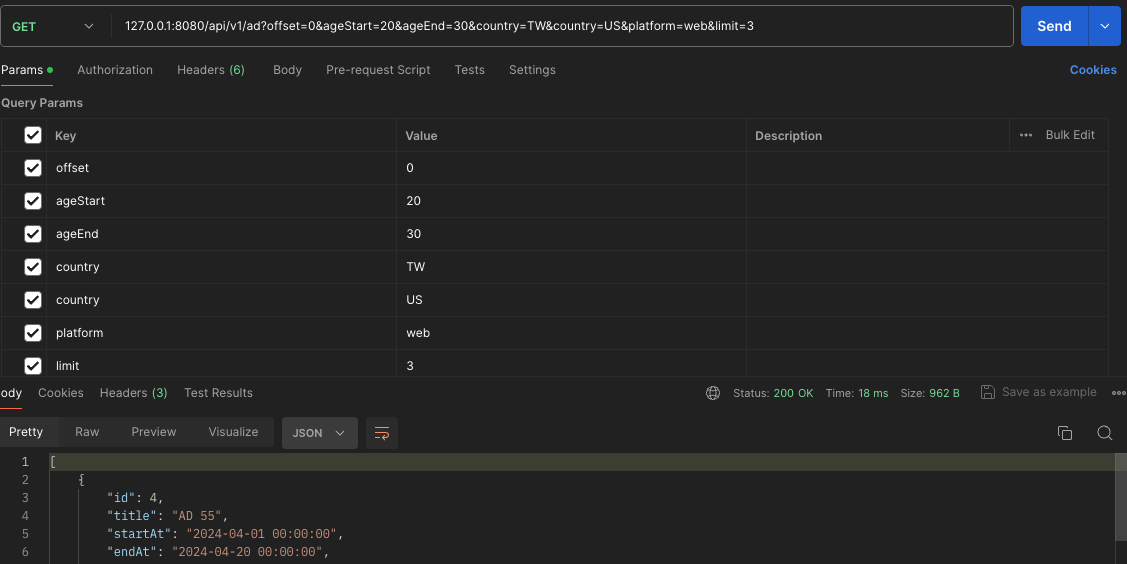 GET 127.0.0.1:8080/api/v1/ad?offset=0&ageStart=20&ageEnd=30&country=TW&country=US&platform=web&limit=3 Send
Params Authorization Headers (6) Body Pre-request Script Tests Settings Cookies
Query Params
Key Value Description ••• Bulk Edit
offset 0
ageStart 20
ageEnd 30
country TW
country US
platform web
limit 3
ody Cookies Headers (3) Test Results Status: 200 OK Time: 18 ms Size: 962 B Save as example •••
Pretty Raw Preview Visualize JSON
1 [
2 {
3 "id": 4,
4 "title": "AD 55",
5 "startAt": "2024-04-01 00:00:00",
6 "endAt": "2024-04-20 00:00:00",